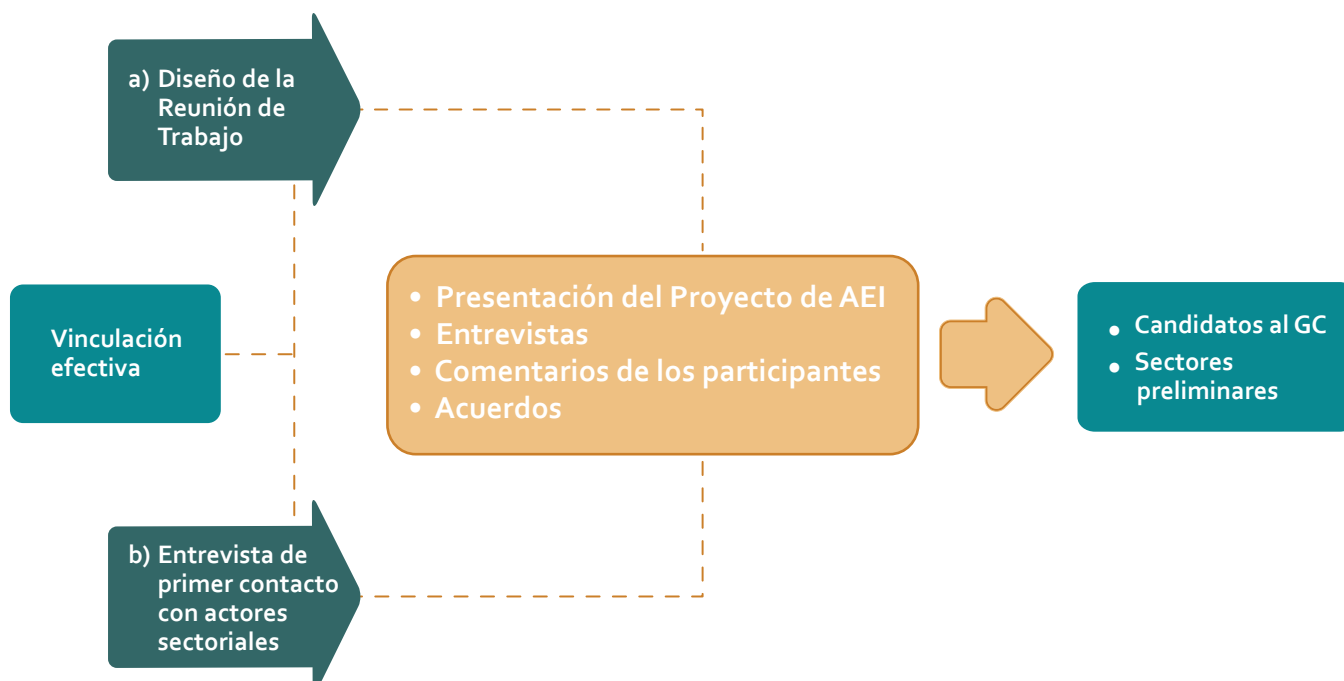 a) Diseño de la
Reunión de
Trabajo
Vinculación
efectiva
• Presentación del Proyecto de AEI
• Entrevistas
• Comentarios de los participantes
• Acuerdos
• Candidatos al GC
• Sectores
preliminares
b) Entrevista de
primer contacto
con actores
sectoriales